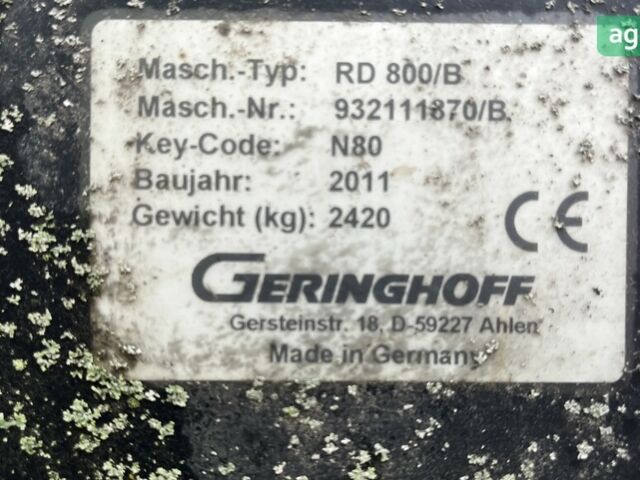 ag
Masch.-Typ: RD 800/B
Masch.-Nr.: 932111870/B
Key-Code: N80
Baujahr: 2011
Gewicht (kg): 2420
CE
GERINGHOFF
Gersteinstr. 18, D-59227 Ahlen
Made in Germany